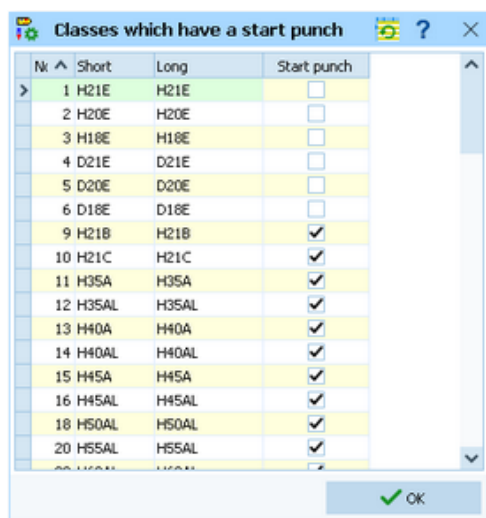 Classes which have a start punch ?
Nc Short Long Start punch
1 H21E H21E
2 H20E H20E
3 H18E H18E
4 D21E D21E
5 D20E D20E
6 D18E D18E
9 H21B H21B
10 H21C H21C
11 H35A H35A
12 H35AL H35AL
13 H40A H40A
14 H40AL H40AL
15 H45A H45A
16 H45AL H45AL
18 H50AL H50AL
20 H55AL H55AL
OK